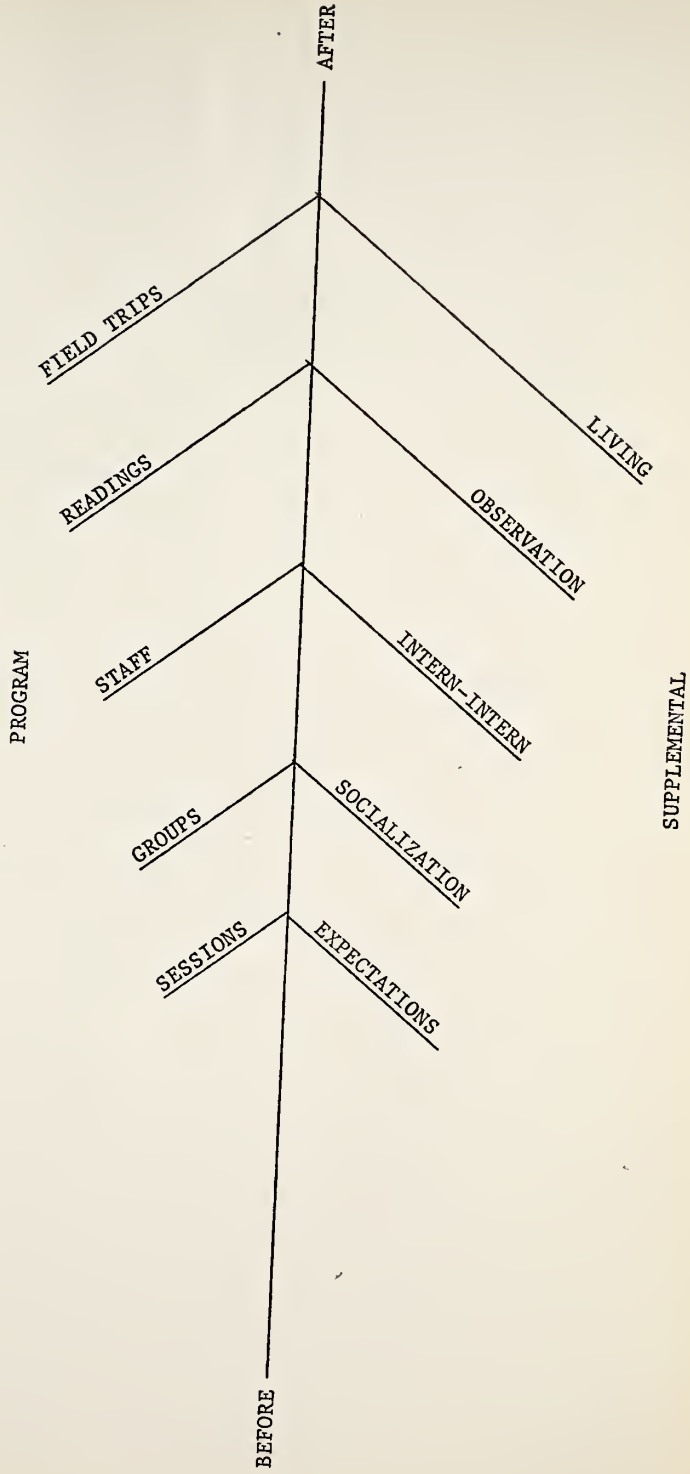 PROGRAM
FIELD TRIPS
READINGS
STAFF
GROUPS
SESSIONS
BEFORE
AFTER
LIVING
OBSERVATION
INTERN-INTERN
SOCIALIZATION
EXPECTATIONS
SUPPLEMENTAL